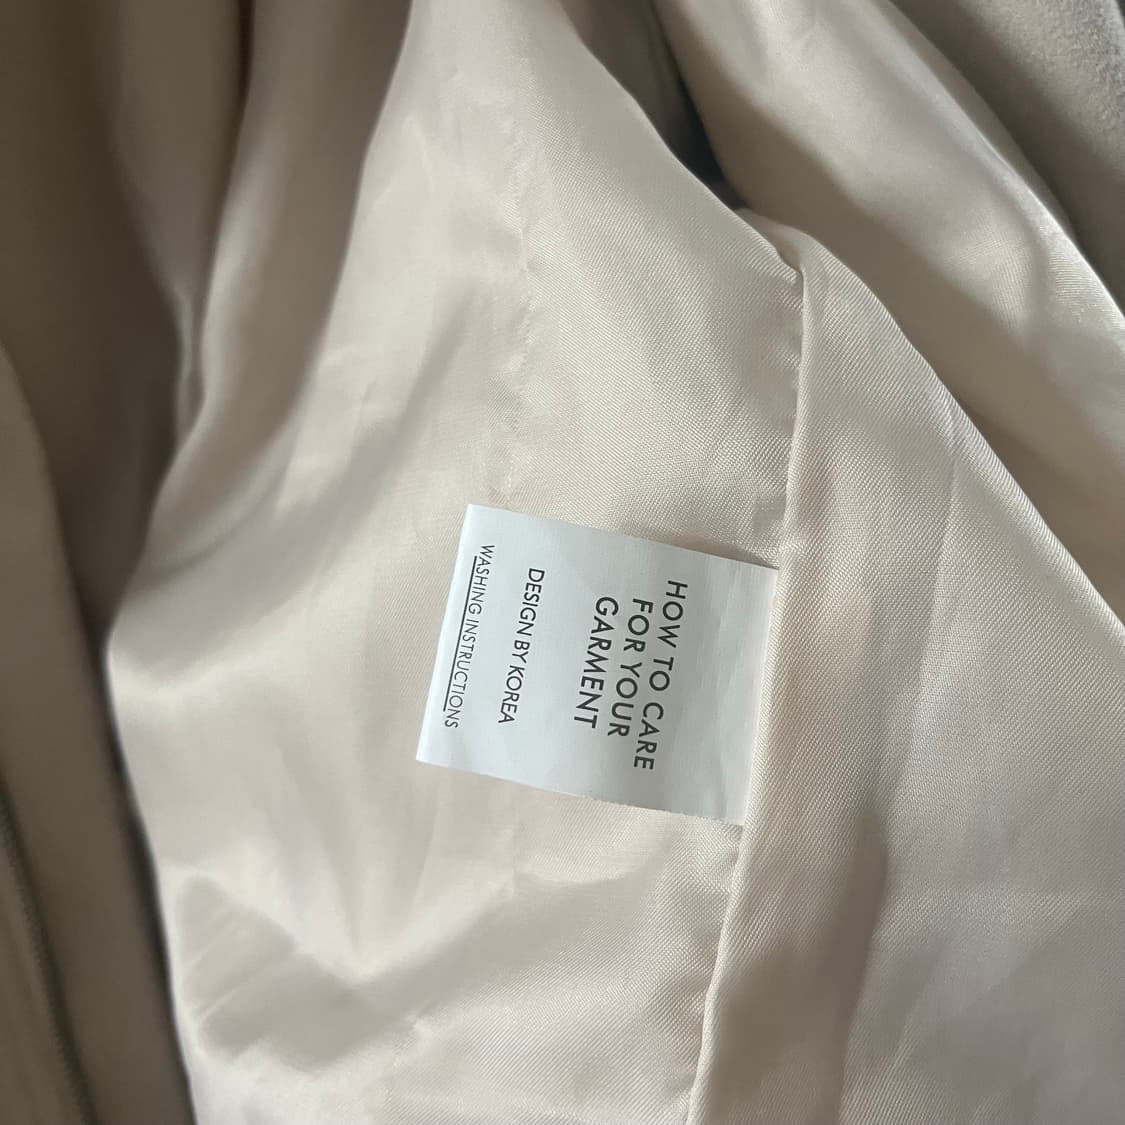 HOW TO CARE
FOR YOUR
GARMENT
DESIGN BY KOREA
WASHING INSTRUCTIONS